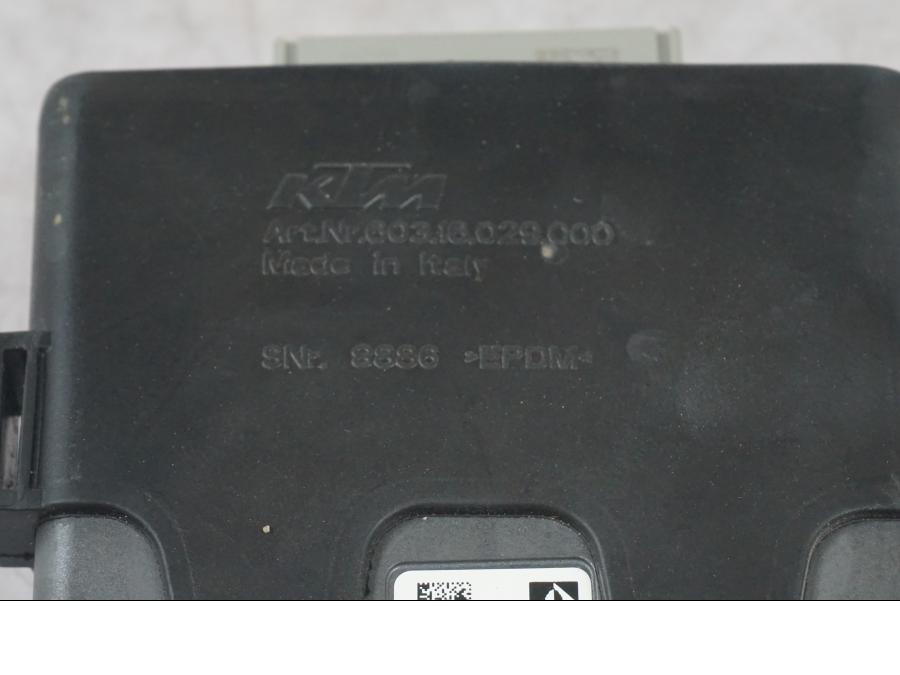 KTM
Art.Nr.603.16.029.000
Made in Italy
SNr. 8886 >EPDM<